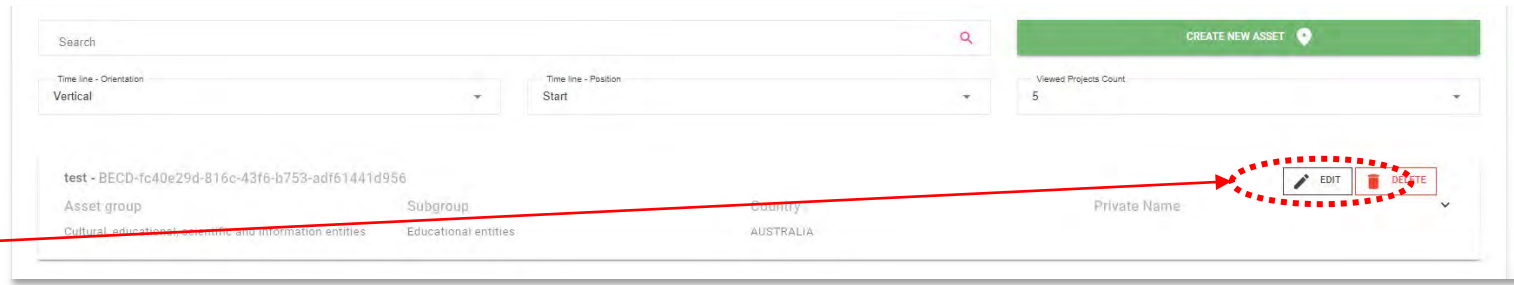 Search
CREATE NEW ASSET
Time line - Orientation
Vertical
Time line - Position
Start
Viewed Projects Count
5
test - BECD-fc40e29d-816c-43f6-b753-adf61441d956
EDIT
DELETE
Asset group
Subgroup
Country
Private Name
Cultural, educational, scientific and information entities
Educational entities
AUSTRALIA